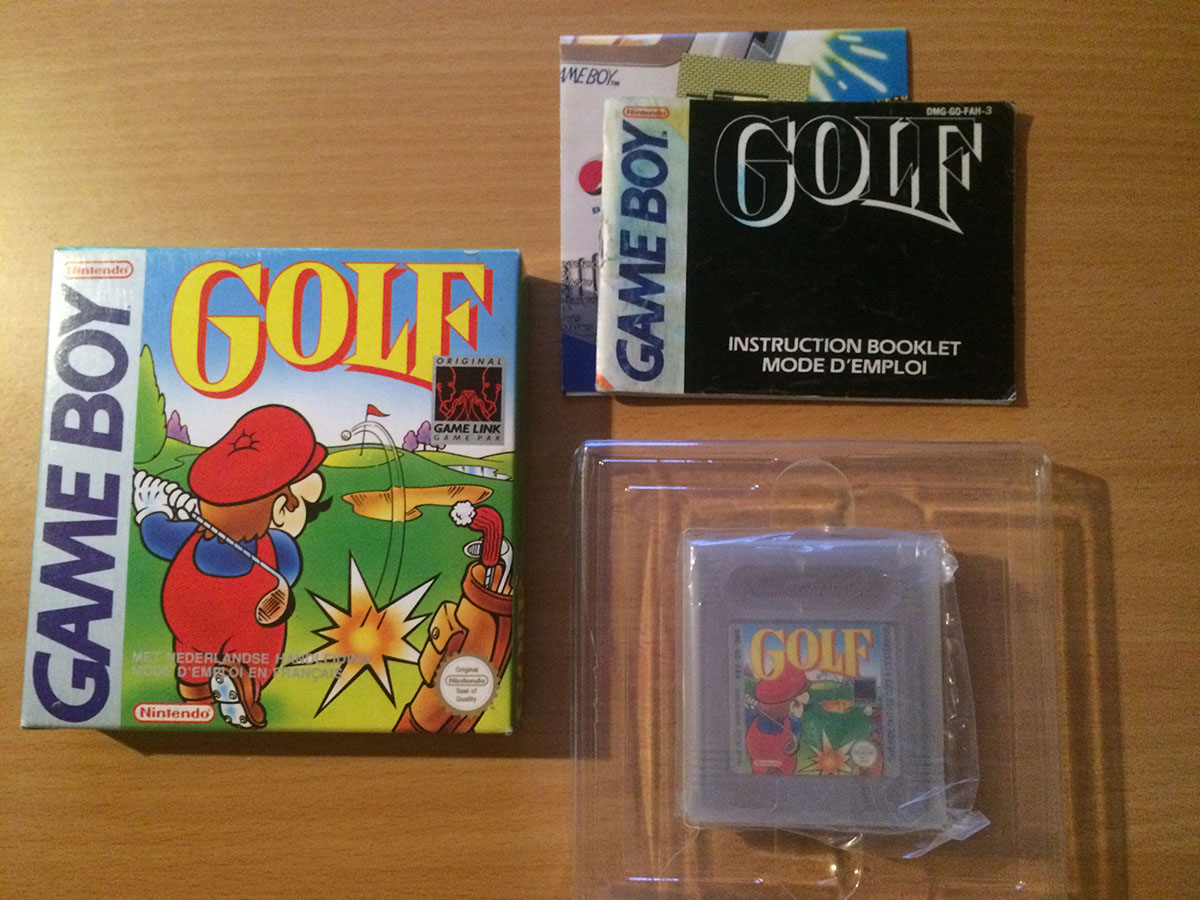 Nintendo
GAME BOY
GOLF
ORIGINAL
GAME LINK
GAME PAK
MET NEDERLANDSE HANDLEIDING
MODE D'EMPLOI EN FRANÇAIS
Nintendo
Original
Nintendo
Seal of
Quality
GAME BOY
Nintendo
GAME BOY
DMG-GO-FAH-3
GOLF
INSTRUCTION BOOKLET
MODE D'EMPLOI
GOLF
Nintendo